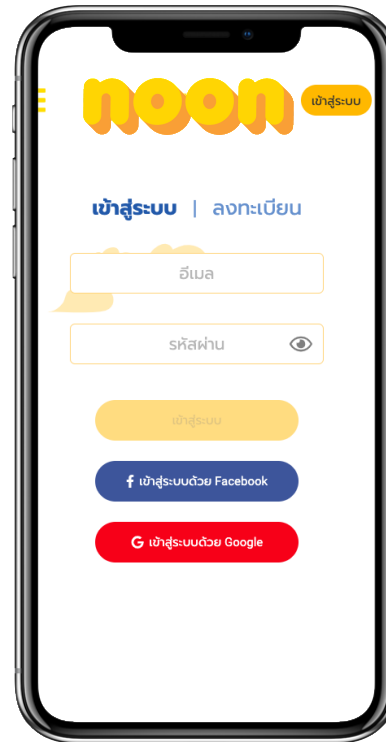 noon
เข้าสู่ระบบ
เข้าสู่ระบบ | ลงทะเบียน
อีเมล
รหัสผ่าน
เข้าสู่ระบบ
เข้าสู่ระบบด้วย Facebook
เข้าสู่ระบบด้วย Google